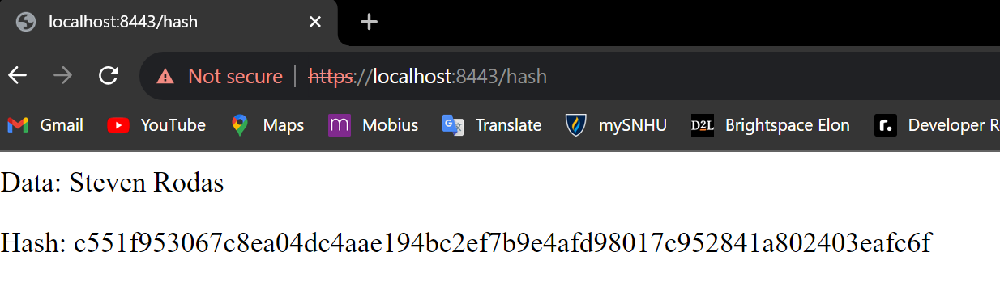 localhost:8443/hash
Not secure https://localhost:8443/hash
Gmail YouTube Maps m Mobius mySNHU D2L Brightspace Elon r. Developer R
Data: Steven Rodas
Hash: c551f953067c8ea04dc4aae194bc2ef7b9e4afd98017c952841a802403eafc6f